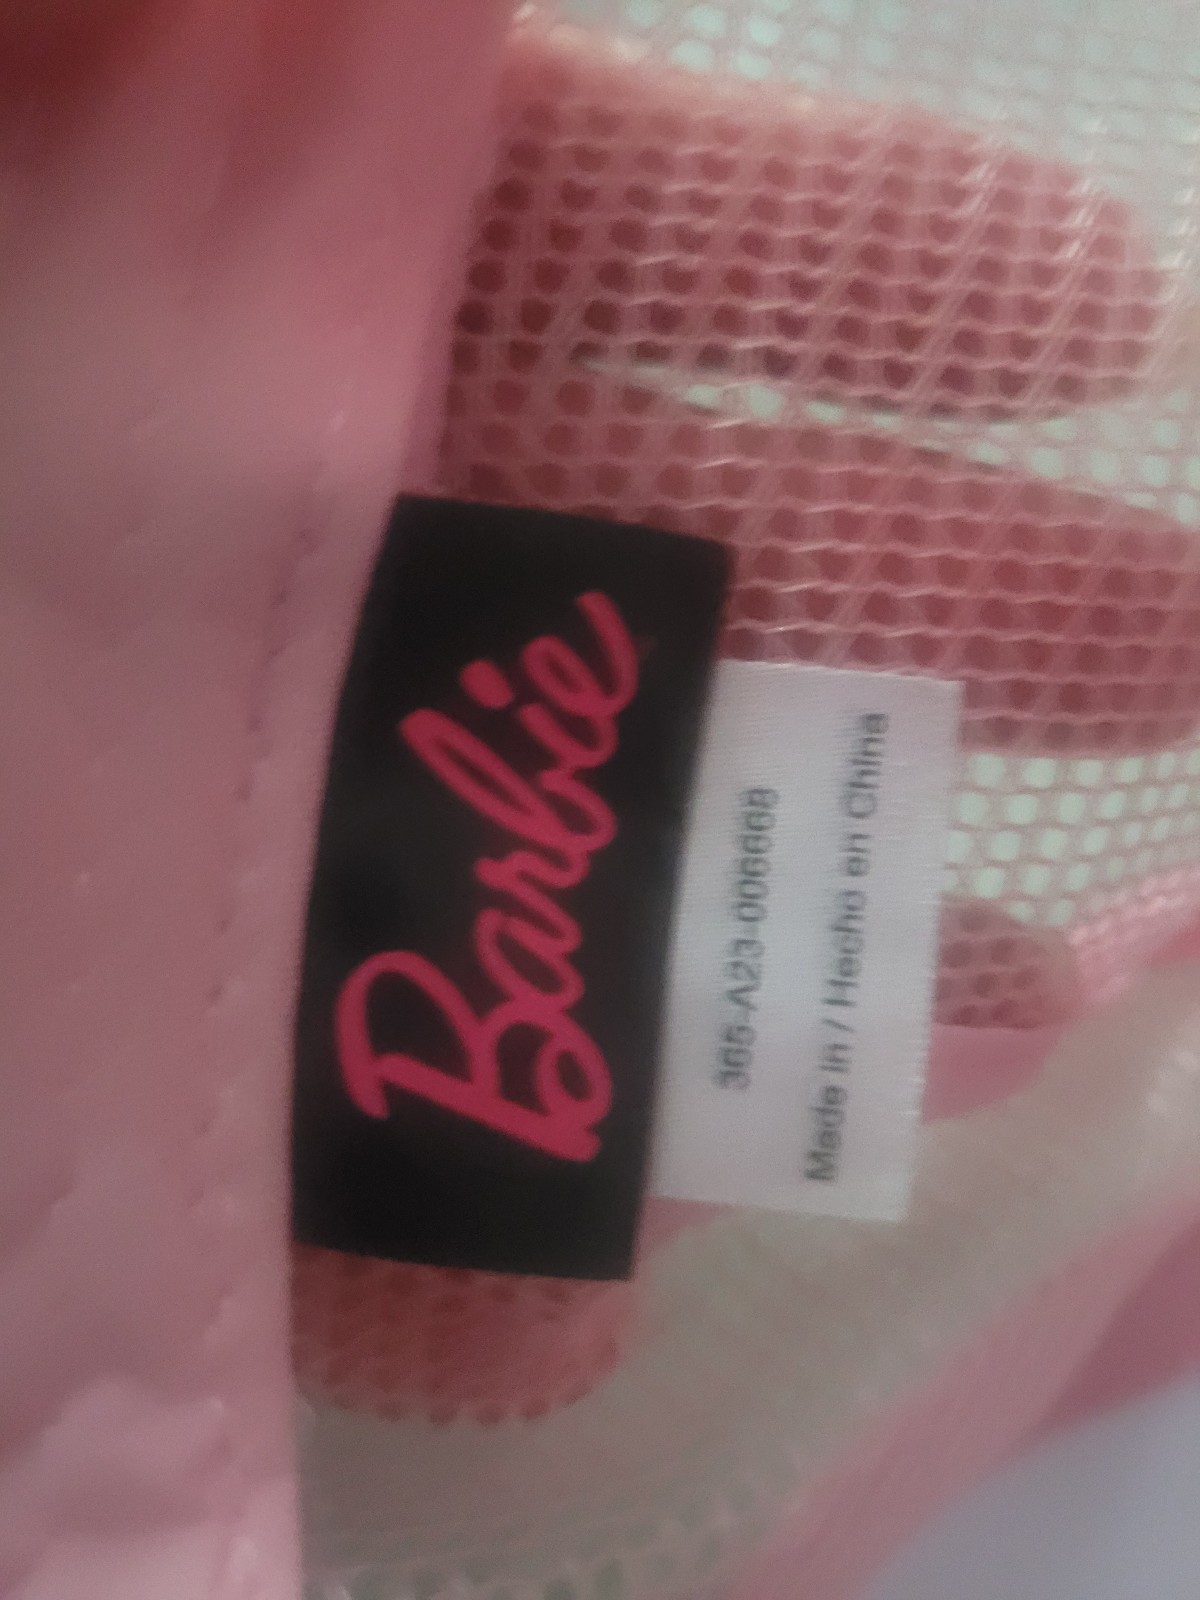 Barbie
365-A23-006668
Made in / Hecho en China